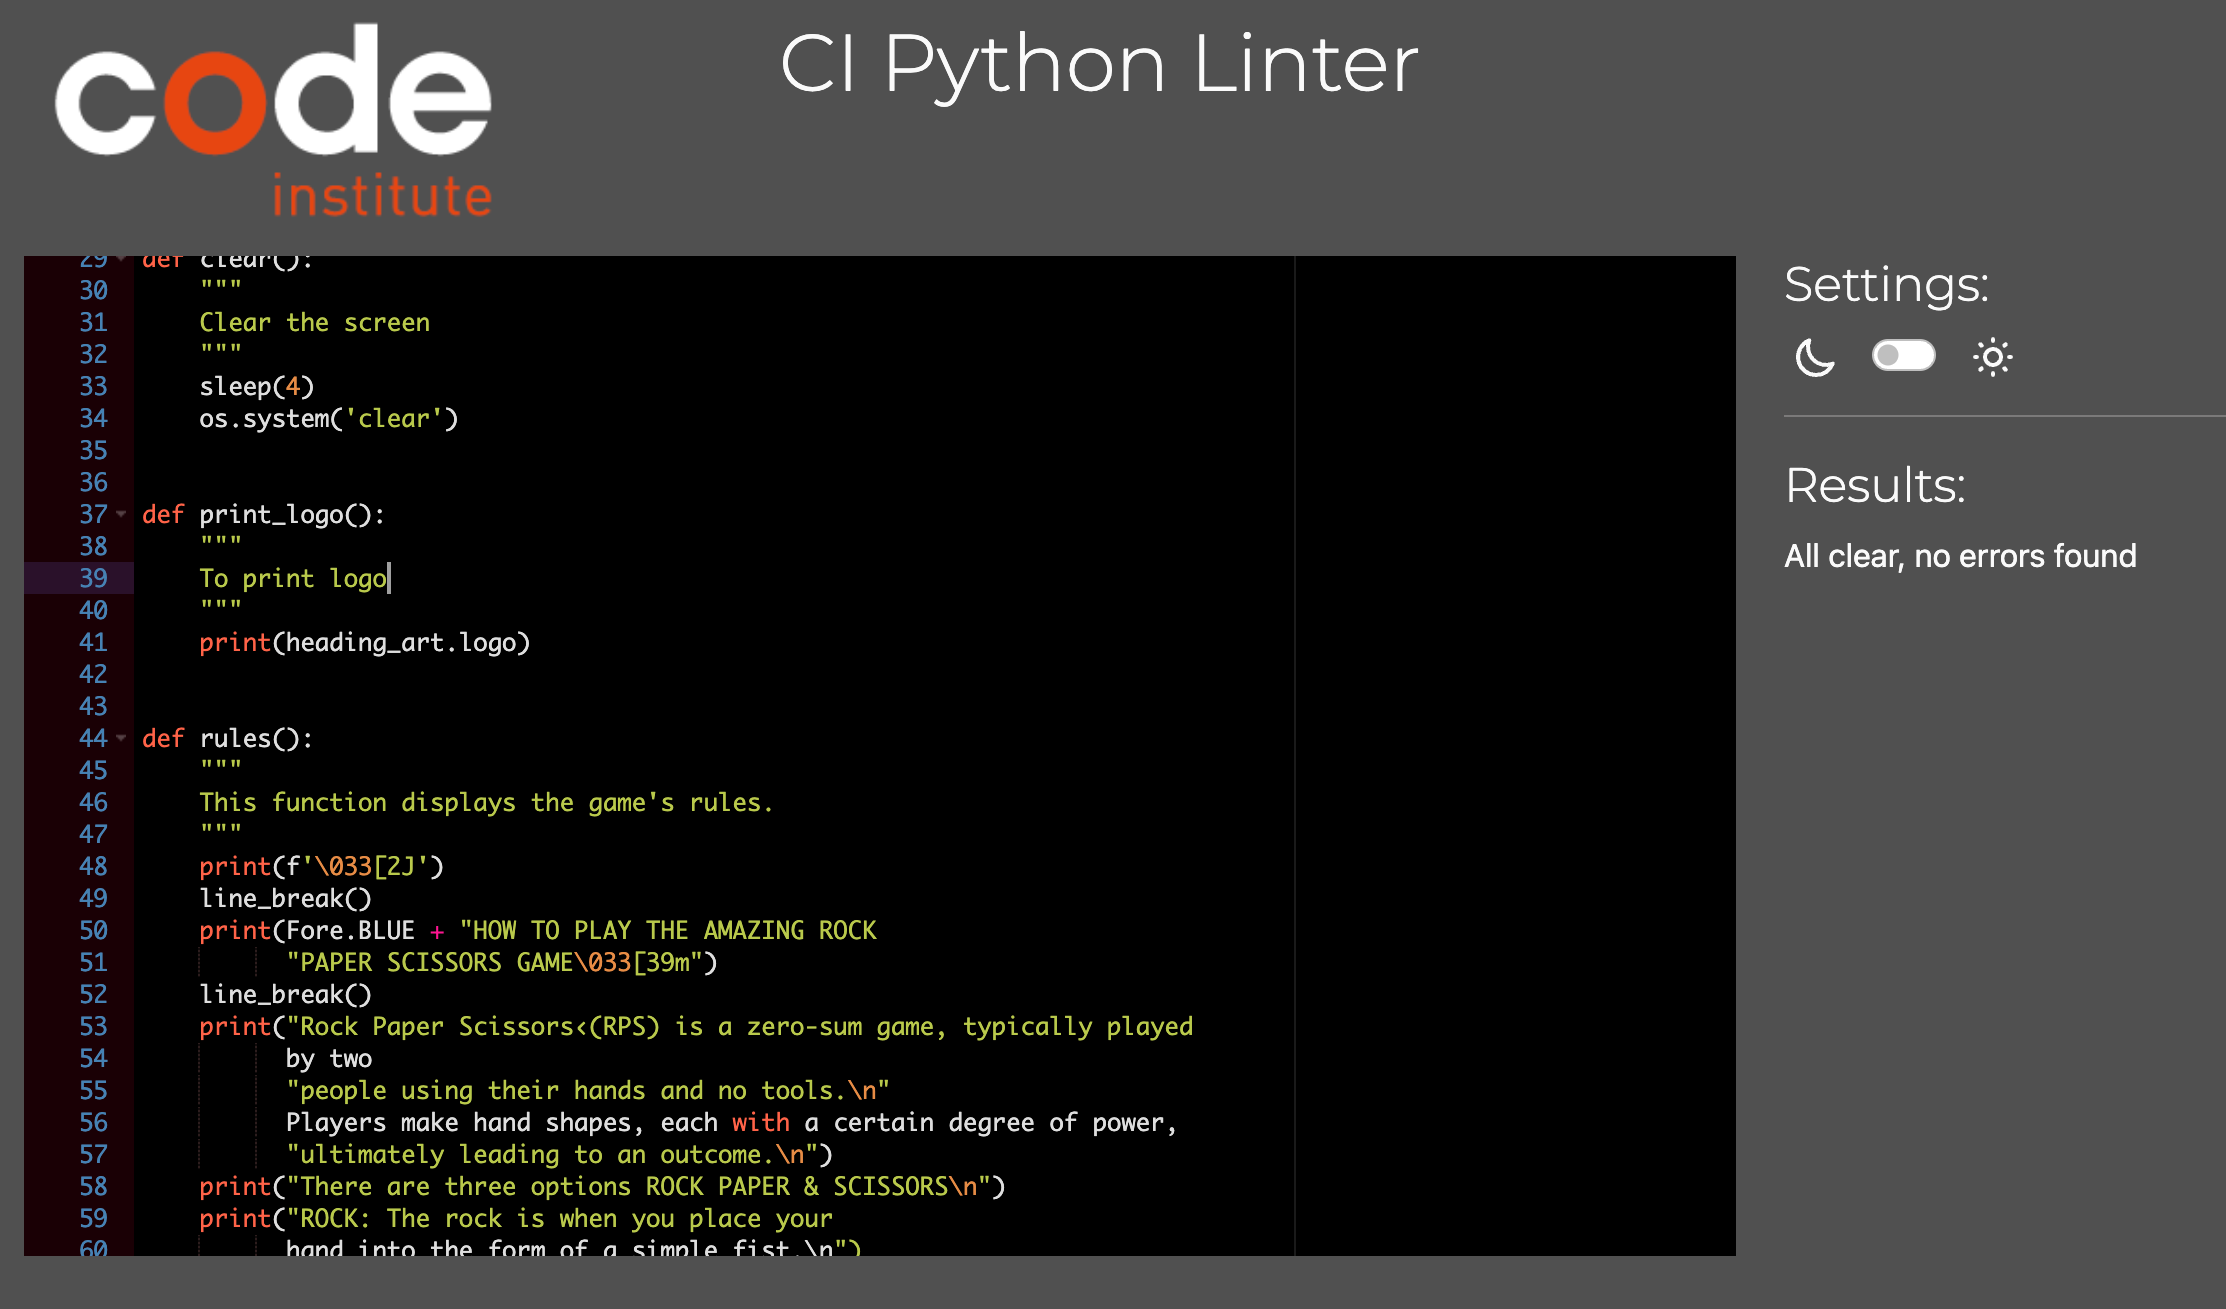 code
institute
CI Python Linter
29 def clear():
30 """
31 Clear the screen
32 """
33 sleep(4)
34 os.system('clear')
35
36
37 def print_logo():
38 """
39 To print logo
40 """
41 print(heading_art.logo)
42
43
44 def rules():
45 """
46 This function displays the game's rules.
47 """
48 print(f'\033[2J')
49 line_break()
50 print(Fore.BLUE + "HOW TO PLAY THE AMAZING ROCK
51 "PAPER SCISSORS GAME\033[39m")
52 line_break()
53 print("Rock Paper Scissors<(RPS) is a zero-sum game, typically played
54 by two
55 "people using their hands and no tools.\n"
56 Players make hand shapes, each with a certain degree of power,
57 "ultimately leading to an outcome.\n")
58 print("There are three options ROCK PAPER & SCISSORS\n")
59 print("ROCK: The rock is when you place your
60 hand into the form of a simple fist.\n")
Settings:
Results:
All clear, no errors found